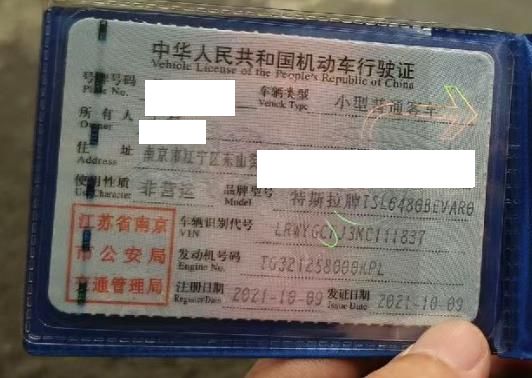 中华人民共和国机动车行驶证
Vehicle License of the People's Republic of China
号牌号码
Plate No.
车辆类型 小型普通客车
Vehicle Type
所有人
Owner
住址 南京市江宁区东山
Address
使用性质 非营运
Use Character
品牌型号 特斯拉牌TSL6480BEVAR0
Model
江苏省南京
市公安局
交通管理局
车辆识别代号
VIN
发动机号码 TG321258000KPL
Engine No.
注册日期 2021-10-09
Register Date
发证日期 2021-10-09
Issue Date